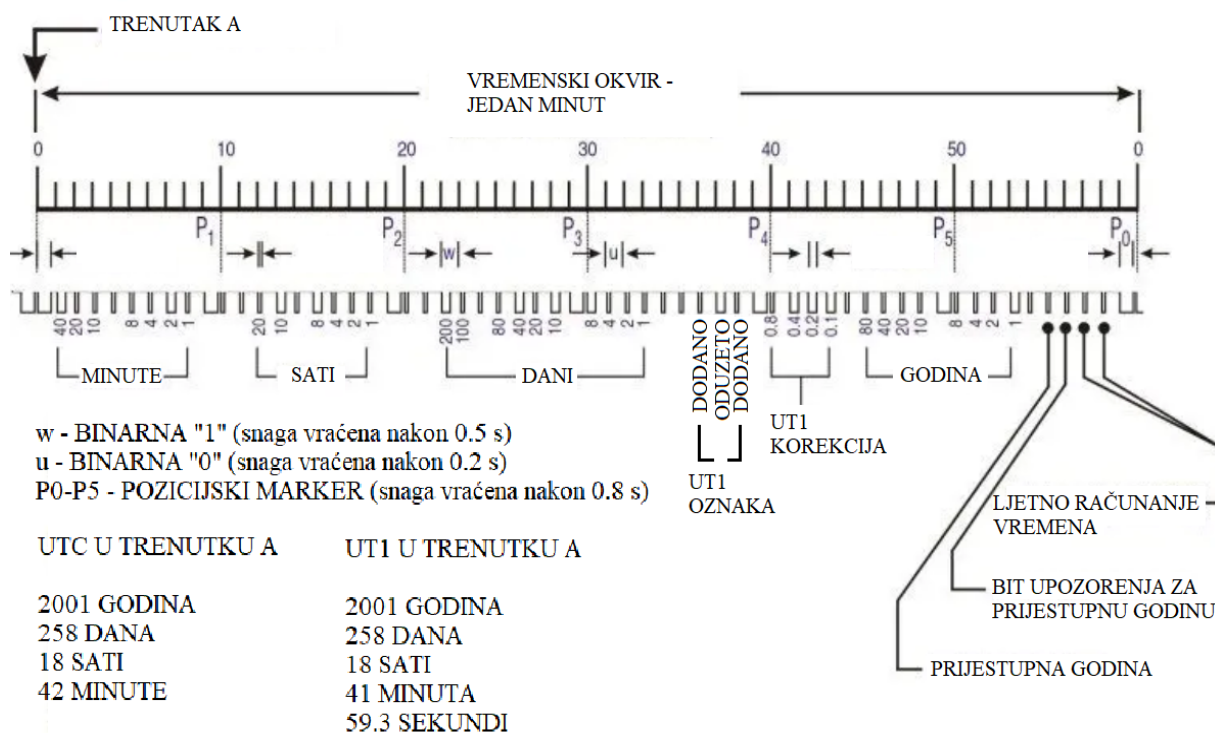 TRENUTAK A
VREMENSKI OKVIR -
JEDAN MINUT
0 10 20 30 40 50 0
P1 P2 P3 P4 P5 P0
w u
40 20 10 8 4 2 1 20 10 8 4 2 1 200 100 80 40 20 10 8 4 2 1 0.8 0.4 0.2 0.1 80 40 20 10 8 4 2 1
MINUTE SATI DANI DODANO ODUZETO DODANO GODINA
UT1
KOREKCIJA
UT1
OZNAKA
w - BINARNA "1" (snaga vraćena nakon 0.5 s)
u - BINARNA "0" (snaga vraćena nakon 0.2 s)
P0-P5 - POZICIJSKI MARKER (snaga vraćena nakon 0.8 s)
LJETNO RAČUNANJE
VREMENA
BIT UPOZORENJA ZA
PRIJESTUPNU GODINU
PRIJESTUPNA GODINA
UTC U TRENUTKU A
2001 GODINA
258 DANA
18 SATI
42 MINUTE
UT1 U TRENUTKU A
2001 GODINA
258 DANA
18 SATI
41 MINUTA
59.3 SEKUNDI